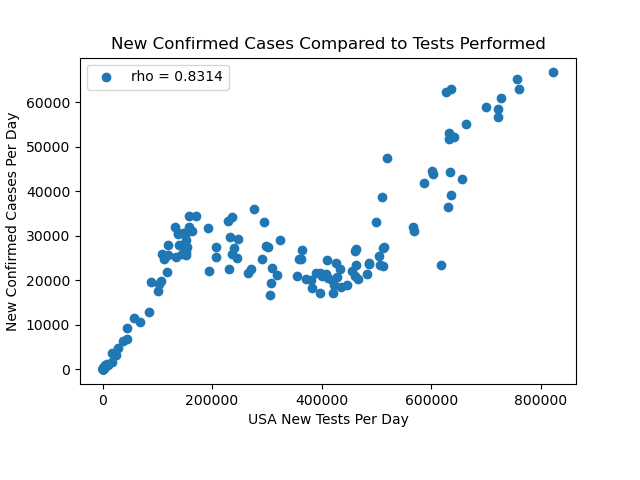 New Confirmed Cases Compared to Tests Performed
rho = 0.8314
60000
50000
40000
30000
20000
10000
0
New Confirmed Caeses Per Day
0 200000 400000 600000 800000
USA New Tests Per Day